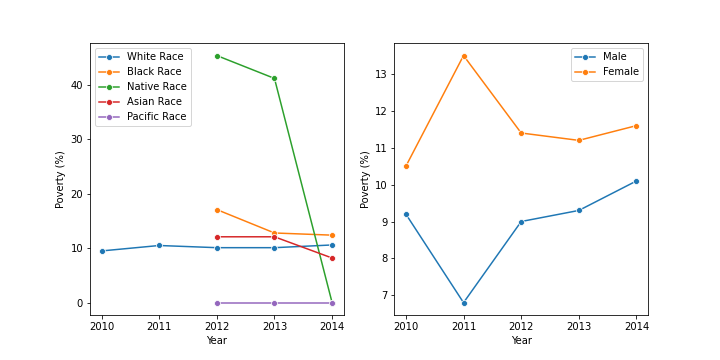 White Race
Black Race
Native Race
Asian Race
Pacific Race
Poverty (%)
40
30
20
10
0
2010 2011 2012 2013 2014
Year
Male
Female
Poverty (%)
13
12
11
10
9
8
7
2010 2011 2012 2013 2014
Year